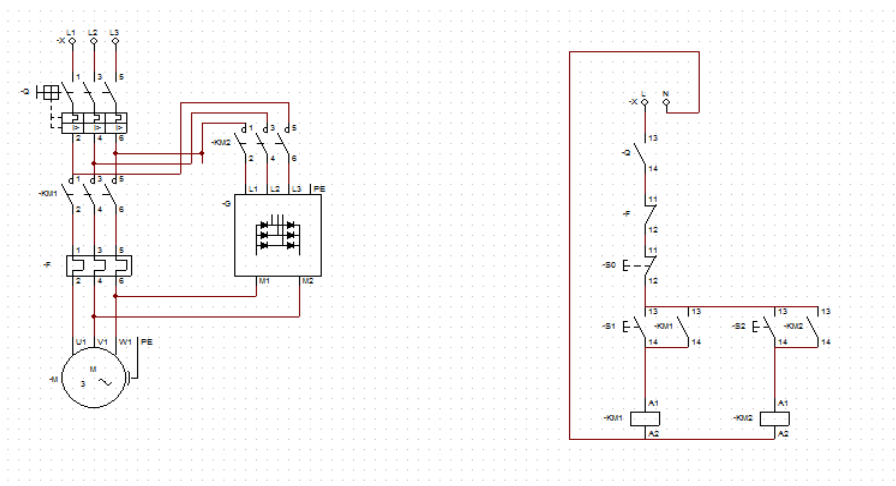 L1 L2 L3
-X
-Q 1 3 5
I> I> I>
2 4 6
-KM1 1 3 5
2 4 6
-F 1 3 5
2 4 6
U1 V1 W1 PE
-M M
3
-KM2 1 3 5
2 4 6
-G L1 L2 L3 PE
M1 M2
L N
-X
13
-Q
14
11
-F
12
11
-S0
12
13 13 13 13
-S1 -KM1 -S2 -KM2
14 14 14 14
A1 A1
-KM1 -KM2
A2 A2